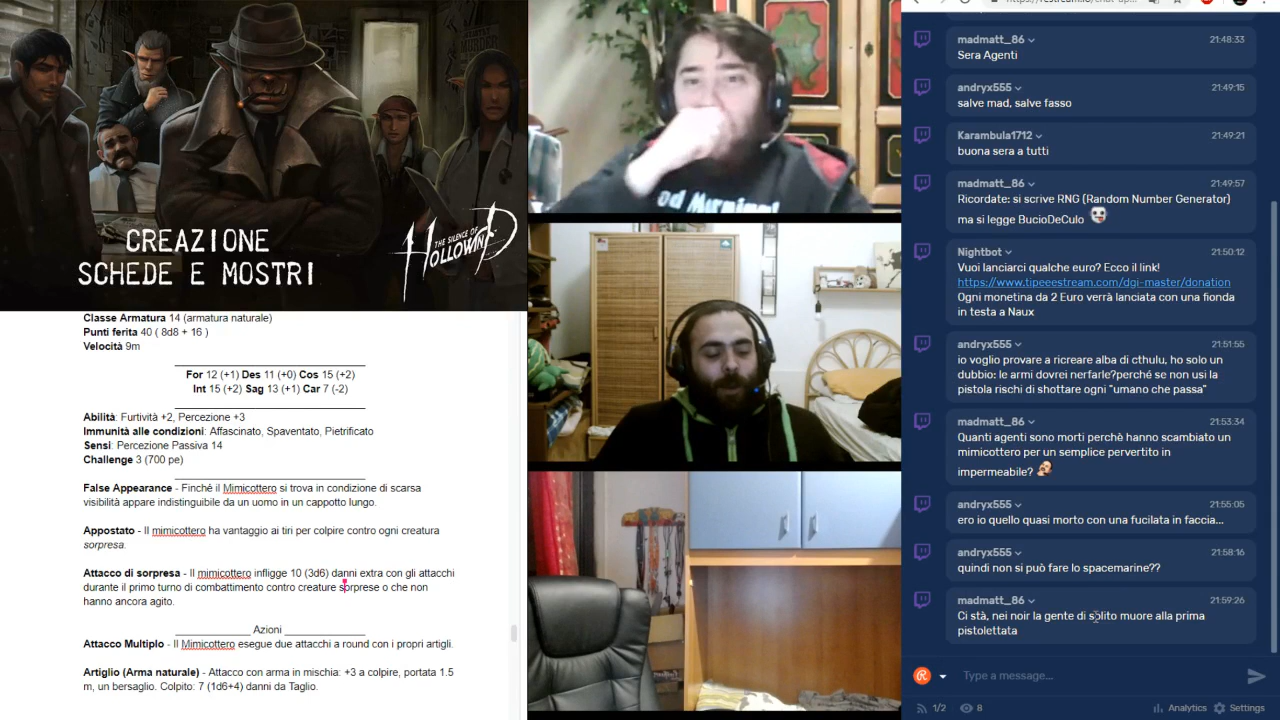 CREAZIONE
SCHEDE E MOSTRI
THE SILENCE OF
HOLLOWIND
Classe Armatura 14 (armatura naturale)
Punti ferita 40 ( 8d8 + 16 )
Velocità 9m
For 12 (+1) Des 11 (+0) Cos 15 (+2)
Int 15 (+2) Sag 13 (+1) Car 7 (-2)
Abilità: Furtività +2, Percezione +3
Immunità alle condizioni: Affascinato, Spaventato, Pietrificato
Sensi: Percezione Passiva 14
Challenge 3 (700 pe)
False Appearance - Finché il Mimicottero si trova in condizione di scarsa
visibilità appare indistinguibile da un uomo in un cappotto lungo.
Appostato - Il mimicottero ha vantaggio ai tiri per colpire contro ogni creatura
sorpresa.
Attacco di sorpresa - Il mimicottero infligge 10 (3d6) danni extra con gli attacchi
durante il primo turno di combattimento contro creature sorprese o che non
hanno ancora agito.
Azioni
Attacco Multiplo - Il Mimicottero esegue due attacchi a round con i propri artigli.
Artiglio (Arma naturale) - Attacco con arma in mischia: +3 a colpire, portata 1.5
m, un bersaglio. Colpito: 7 (1d6+4) danni da Taglio.
madmatt_86 21:48:33
Sera Agenti
andryx555 21:49:15
salve mad, salve fasso
Karambula1712 21:49:21
buona sera a tutti
madmatt_86 21:49:57
Ricordate: si scrive RNG (Random Number Generator)
ma si legge BucioDeCulo
Nightbot 21:50:12
Vuoi lanciarci qualche euro? Ecco il link!
https://www.tipeeestream.com/dgi-master/donation
Ogni monetina da 2 Euro verrà lanciata con una fionda
in testa a Naux
andryx555 21:51:55
io voglio provare a ricreare alba di cthulu, ho solo un
dubbio: le armi dovrei nerfarle?perché se non usi la
pistola rischi di shottare ogni "umano che passa"
madmatt_86 21:53:34
Quanti agenti sono morti perchè hanno scambiato un
mimicottero per un semplice pervertito in
impermeabile?
andryx555 21:55:05
ero io quello quasi morto con una fucilata in faccia...
andryx555 21:58:16
quindi non si può fare lo spacemarine??
madmatt_86 21:59:26
Ci stà, nei noir la gente di solito muore alla prima
pistolettata
Type a message...
1/2 8 Analytics Settings